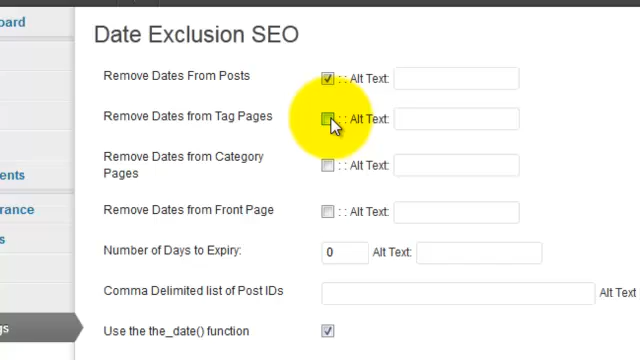 board
Date Exclusion SEO
Remove Dates From Posts : : Alt Text:
Remove Dates from Tag Pages : : Alt Text:
Remove Dates from Category : : Alt Text:
Pages
ents
Remove Dates from Front Page : : Alt Text:
rance
s
Number of Days to Expiry: 0 Alt Text:
Comma Delimited list of Post IDs Alt Text
gs
Use the the_date() function